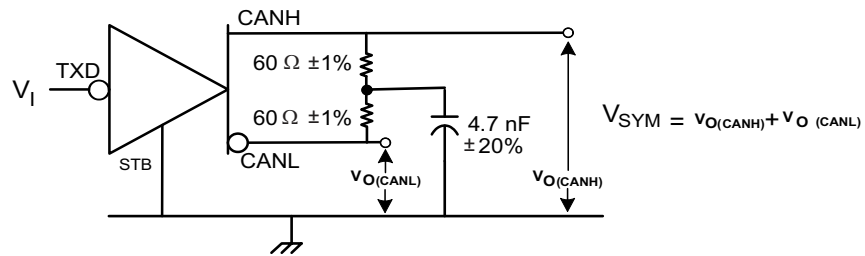 CANH
TXD
V_I
60 Ω ±1%
60 Ω ±1%
4.7 nF
±20%
STB
CANL
v_O(CANL)
v_O(CANH)
V_SYM = v_O(CANH) + v_O (CANL)